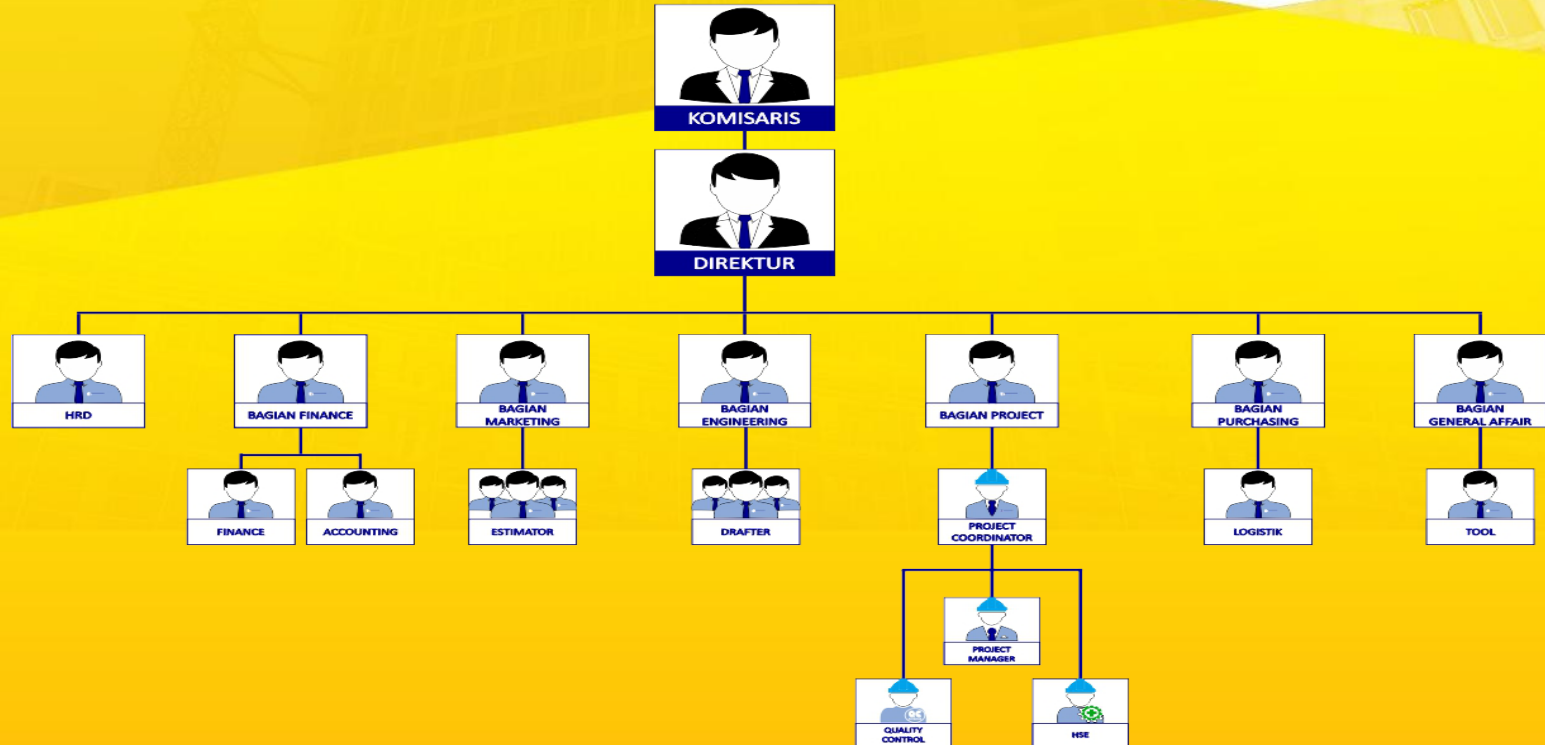 KOMISARIS
DIREKTUR
HRD
BAGIAN FINANCE
BAGIAN
MARKETING
BAGIAN
ENGINEERING
BAGIAN PROJECT
BAGIAN
PURCHASING
BAGIAN
GENERAL AFFAIR
FINANCE
ACCOUNTING
ESTIMATOR
DRAFTER
PROJECT
COORDINATOR
LOGISTIK
TOOL
PROJECT
MANAGER
QC
QUALITY
CONTROL
HSE